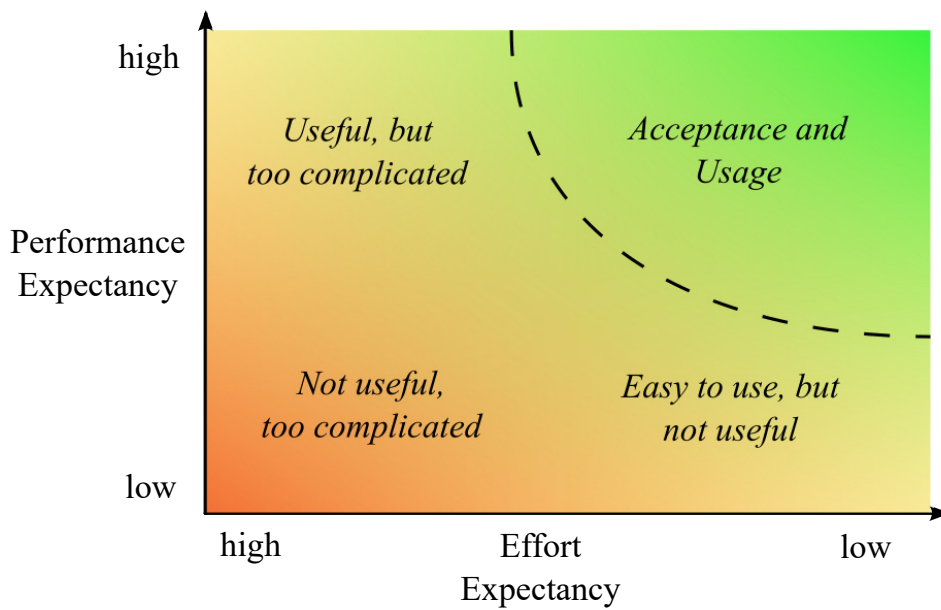 high
Useful, but
too complicated
Acceptance and
Usage
Performance
Expectancy
Not useful,
too complicated
Easy to use, but
not useful
low
high
Effort
Expectancy
low